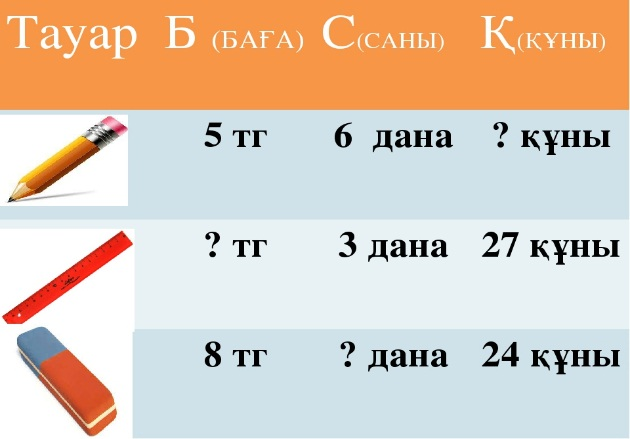 Тауар Б (БАҒА) С(САНЫ) Қ(ҚҰНЫ)
5 тг 6 дана ? құны
? тг 3 дана 27 құны
8 тг ? дана 24 құны